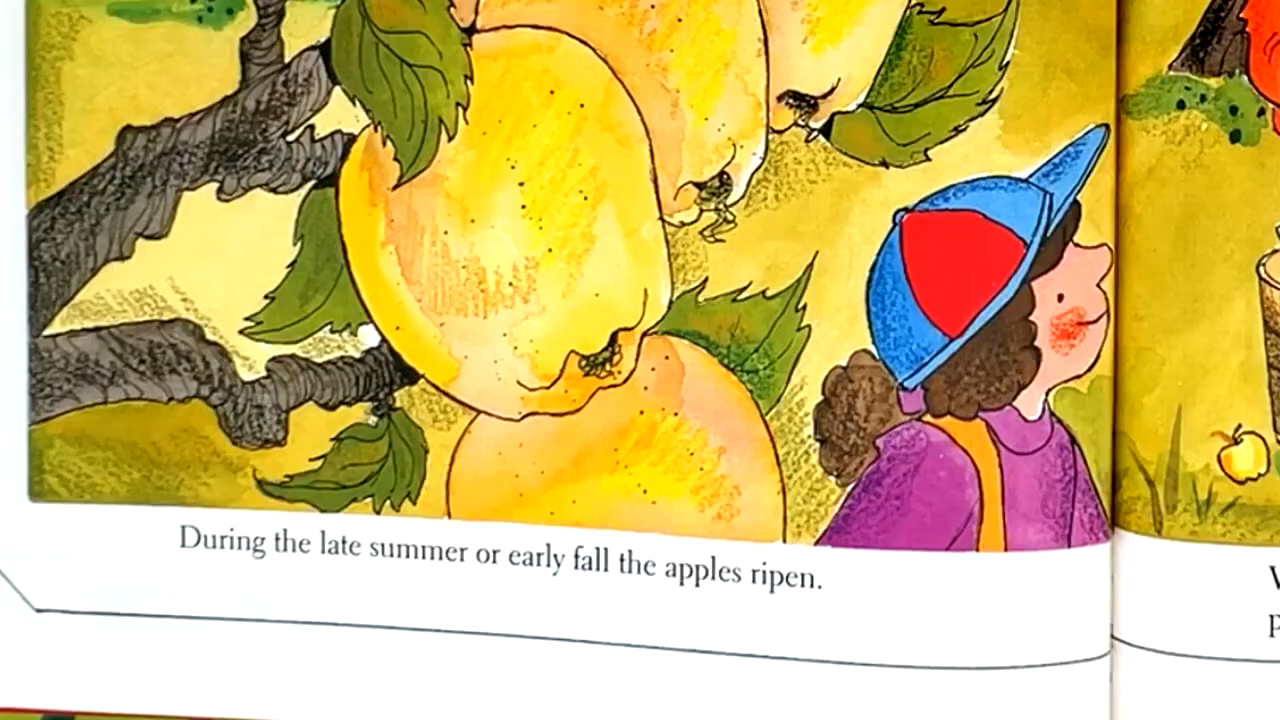 During the late summer or early fall the apples ripen.